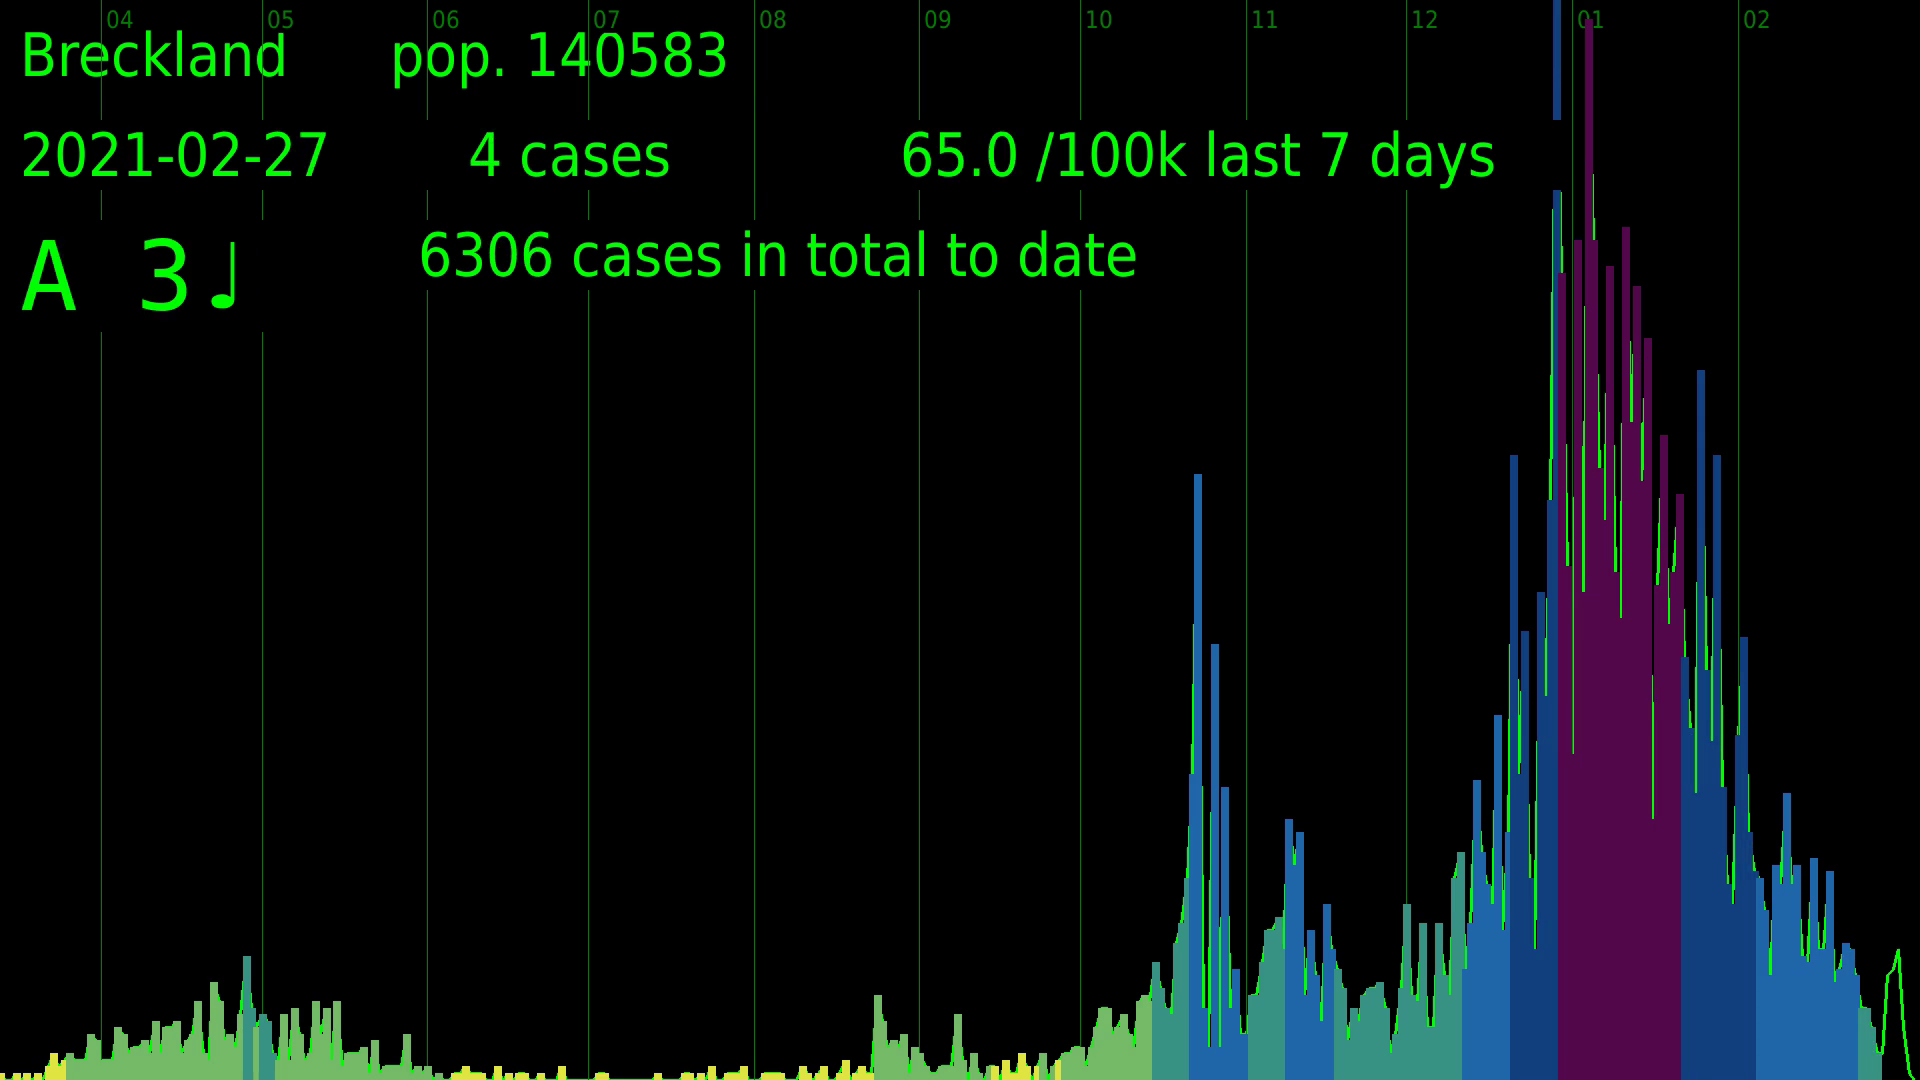 04 05 06 07 08 09 10 11 12 01 02
Breckland pop. 140583
2021-02-27 4 cases 65.0 /100k last 7 days
A 3♩ 6306 cases in total to date